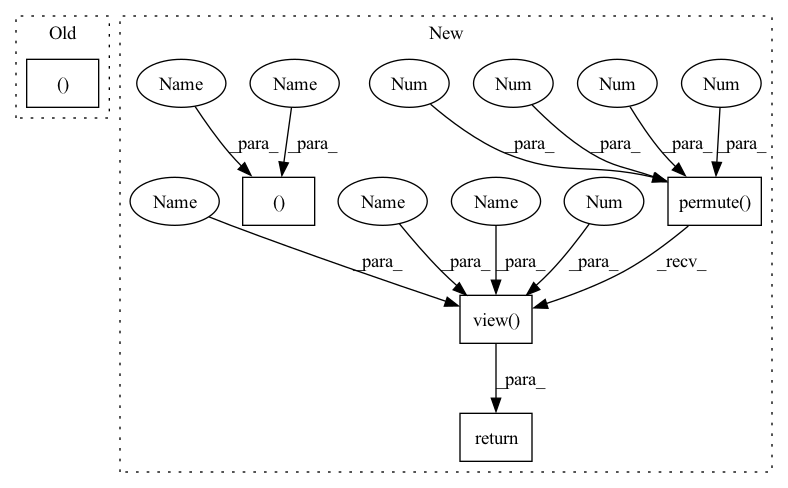 Old
New
()
Name
Name
Num
Num
Num
Num
_para_
_para_
_para_
_para_
_para_
_para_
Name
()
Name
Name
Num
permute()
_para_
_para_
_para_
_para_
_recv_
view()
_para_
return